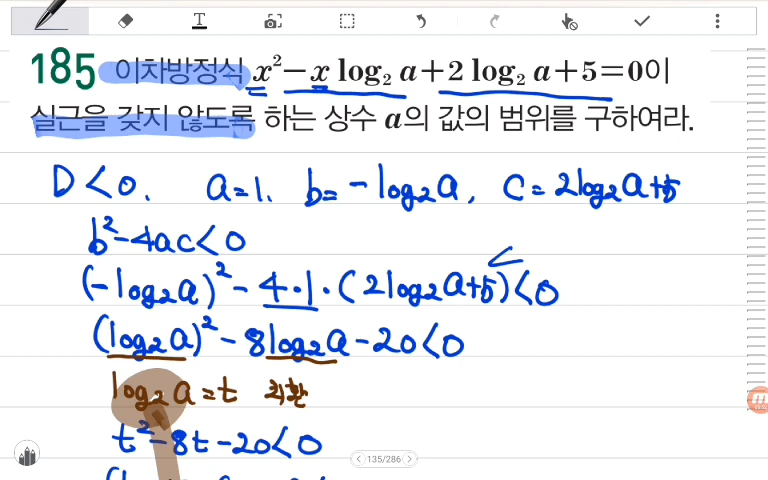 185 이차방정식 x² − x log₂ a + 2 log₂ a + 5 = 0이
실근을 갖지 않도록 하는 상수 a의 값의 범위를 구하여라.
D < 0. a = 1. b = −log₂a, c = 2log₂a+5
b² − 4ac < 0
(−log₂a)² − 4·1·(2log₂a+5) < 0
(log₂a)² − 8log₂a − 20 < 0
log₂a = t 치환
t² − 8t − 20 < 0
135/286